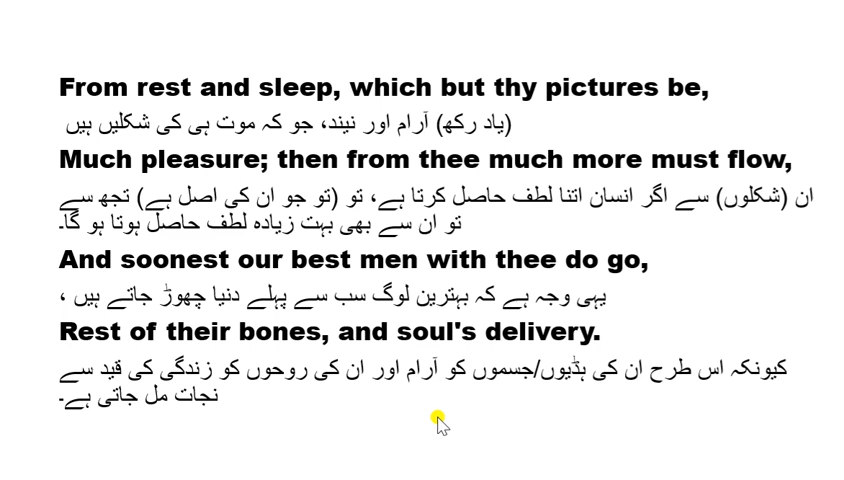 From rest and sleep, which but thy pictures be,
(یاد رکھ) آرام اور نیند، جو کہ موت ہی کی شکلیں ہیں
Much pleasure; then from thee much more must flow,
ان (شکلوں) سے اگر انسان اتنا لطف حاصل کرتا ہے، تو (تو جو ان کی اصل ہے) تجھ سے
تو ان سے بھی بہت زیادہ لطف حاصل ہوتا ہو گا۔
And soonest our best men with thee do go,
یہی وجہ ہے کہ بہترین لوگ سب سے پہلے دنیا چھوڑ جاتے ہیں ،
Rest of their bones, and soul's delivery.
کیونکہ اس طرح ان کی ہڈیوں/جسموں کو آرام اور ان کی روحوں کو زندگی کی قید سے
نجات مل جاتی ہے۔